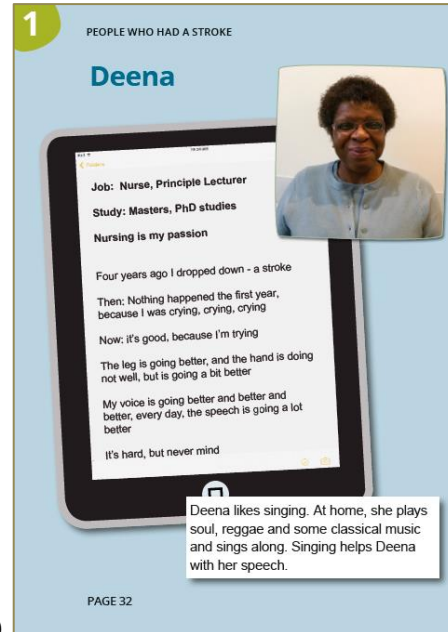 1
PEOPLE WHO HAD A STROKE
Deena
Job: Nurse, Principle Lecturer
Study: Masters, PhD studies
Nursing is my passion
Four years ago I dropped down - a stroke
Then: Nothing happened the first year,
because I was crying, crying, crying
Now: it's good, because I'm trying
The leg is going better, and the hand is doing
not well, but is going a bit better
My voice is going better and better and
better, every day, the speech is going a lot
better
It's hard, but never mind
Deena likes singing. At home, she plays
soul, reggae and some classical music
and sings along. Singing helps Deena
with her speech.
PAGE 32